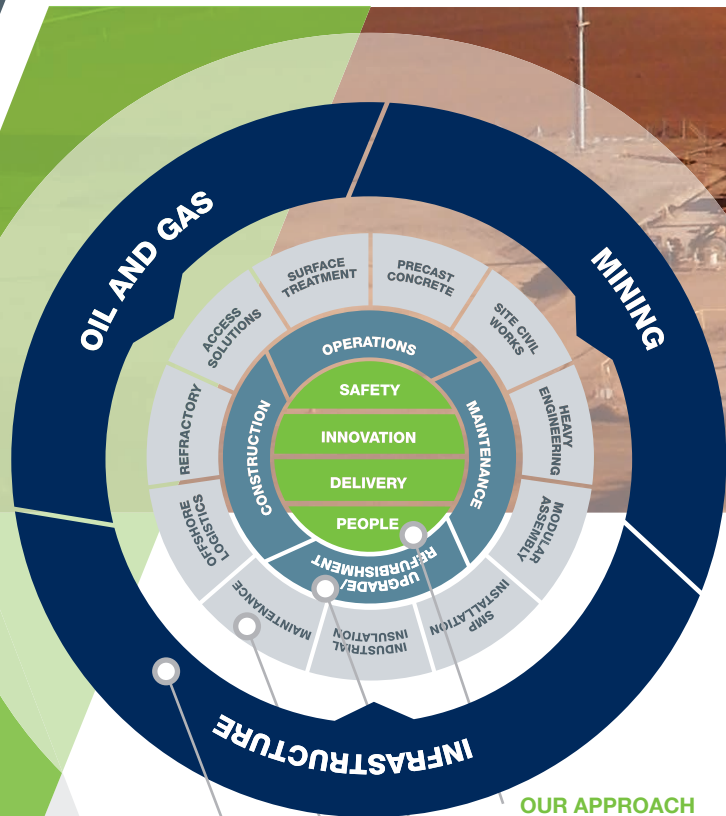 OIL AND GAS
MINING
INFRASTRUCTURE
SURFACE
TREATMENT
PRECAST
CONCRETE
SITE CIVIL
WORKS
HEAVY
ENGINEERING
MODULAR
ASSEMBLY
SMP
INSTALLATION
INDUSTRIAL
INSULATION
MAINTENANCE
OFFSHORE
LOGISTICS
REFRACTORY
ACCESS
SOLUTIONS
OPERATIONS
MAINTENANCE
UPGRADE/
REFURBISHMENT
CONSTRUCTION
SAFETY
INNOVATION
DELIVERY
PEOPLE
OUR APPROACH